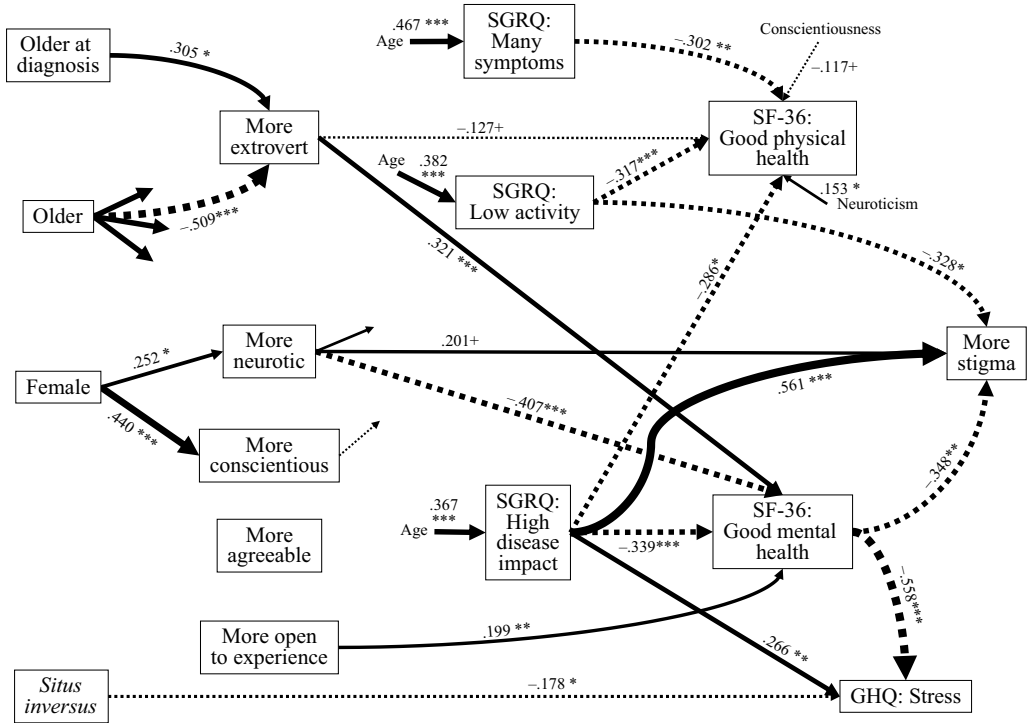 .467 ***
Age
SGRQ:
Many
symptoms
Conscientiousness
–.302 **
–.117+
Older at
diagnosis
.305 *
More
extrovert
–.127+
SF-36:
Good physical
health
Age
.382
***
–.317***
SGRQ:
Low activity
.153 *
Neuroticism
Older
–.509***
.321 ***
–.286*
–.328*
More
neurotic
.252 *
.201+
More
stigma
Female
.440 ***
–.407***
.561 ***
More
conscientious
–.348**
.367
***
Age
SGRQ:
High
disease
impact
SF-36:
Good mental
health
–.339***
More
agreeable
–.558***
More open
to experience
.199 **
.266 **
Situs
inversus
–.178 *
GHQ: Stress